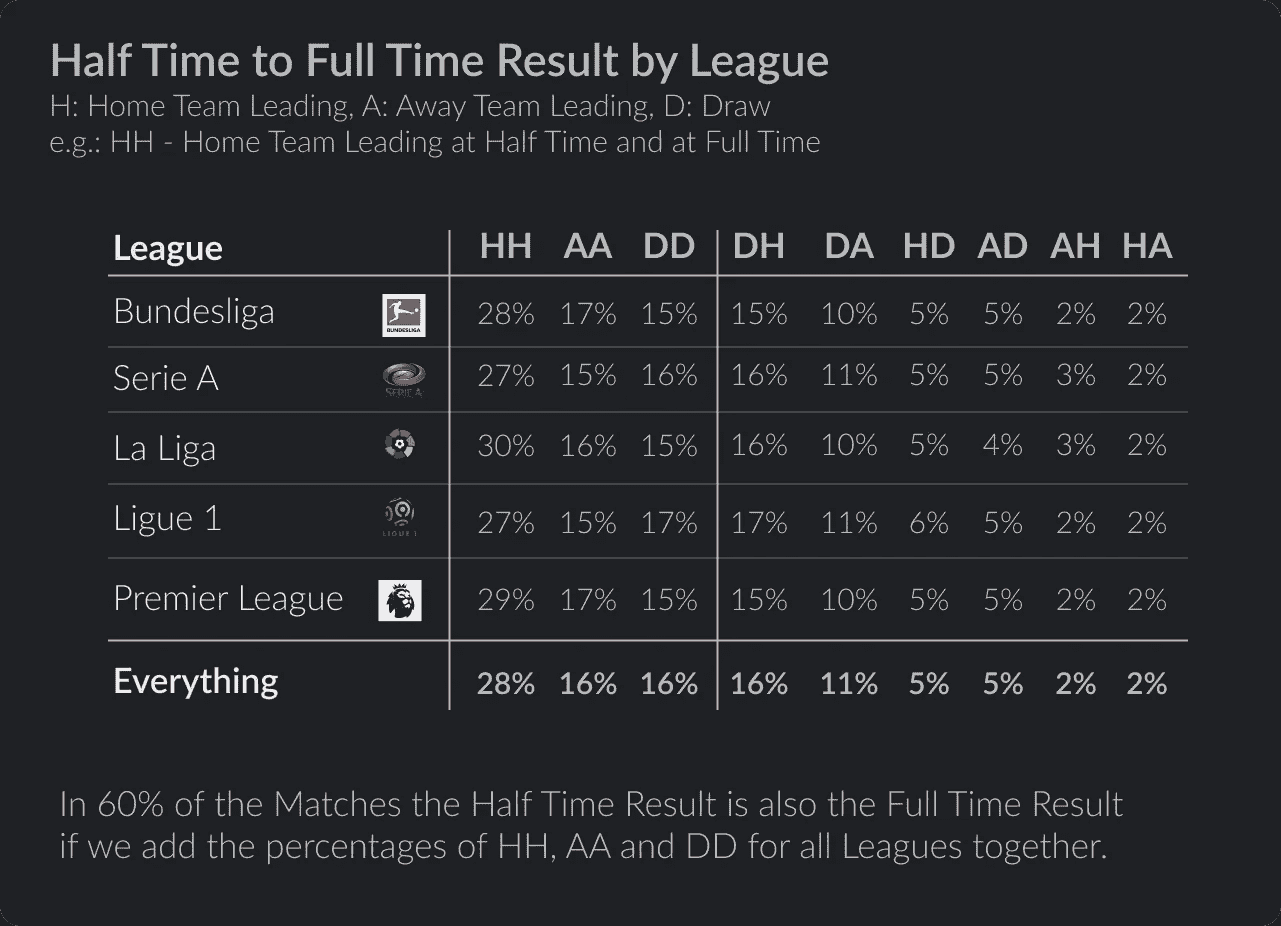 Half Time to Full Time Result by League
H: Home Team Leading, A: Away Team Leading, D: Draw
e.g.: HH - Home Team Leading at Half Time and at Full Time
League HH AA DD DH DA HD AD AH HA
Bundesliga BUNDESLIGA 28% 17% 15% 15% 10% 5% 5% 2% 2%
Serie A SERIE A 27% 15% 16% 16% 11% 5% 5% 3% 2%
La Liga 30% 16% 15% 16% 10% 5% 4% 3% 2%
Ligue 1 LIGUE 1 27% 15% 17% 17% 11% 6% 5% 2% 2%
Premier League 29% 17% 15% 15% 10% 5% 5% 2% 2%
Everything 28% 16% 16% 16% 11% 5% 5% 2% 2%
In 60% of the Matches the Half Time Result is also the Full Time Result
if we add the percentages of HH, AA and DD for all Leagues together.